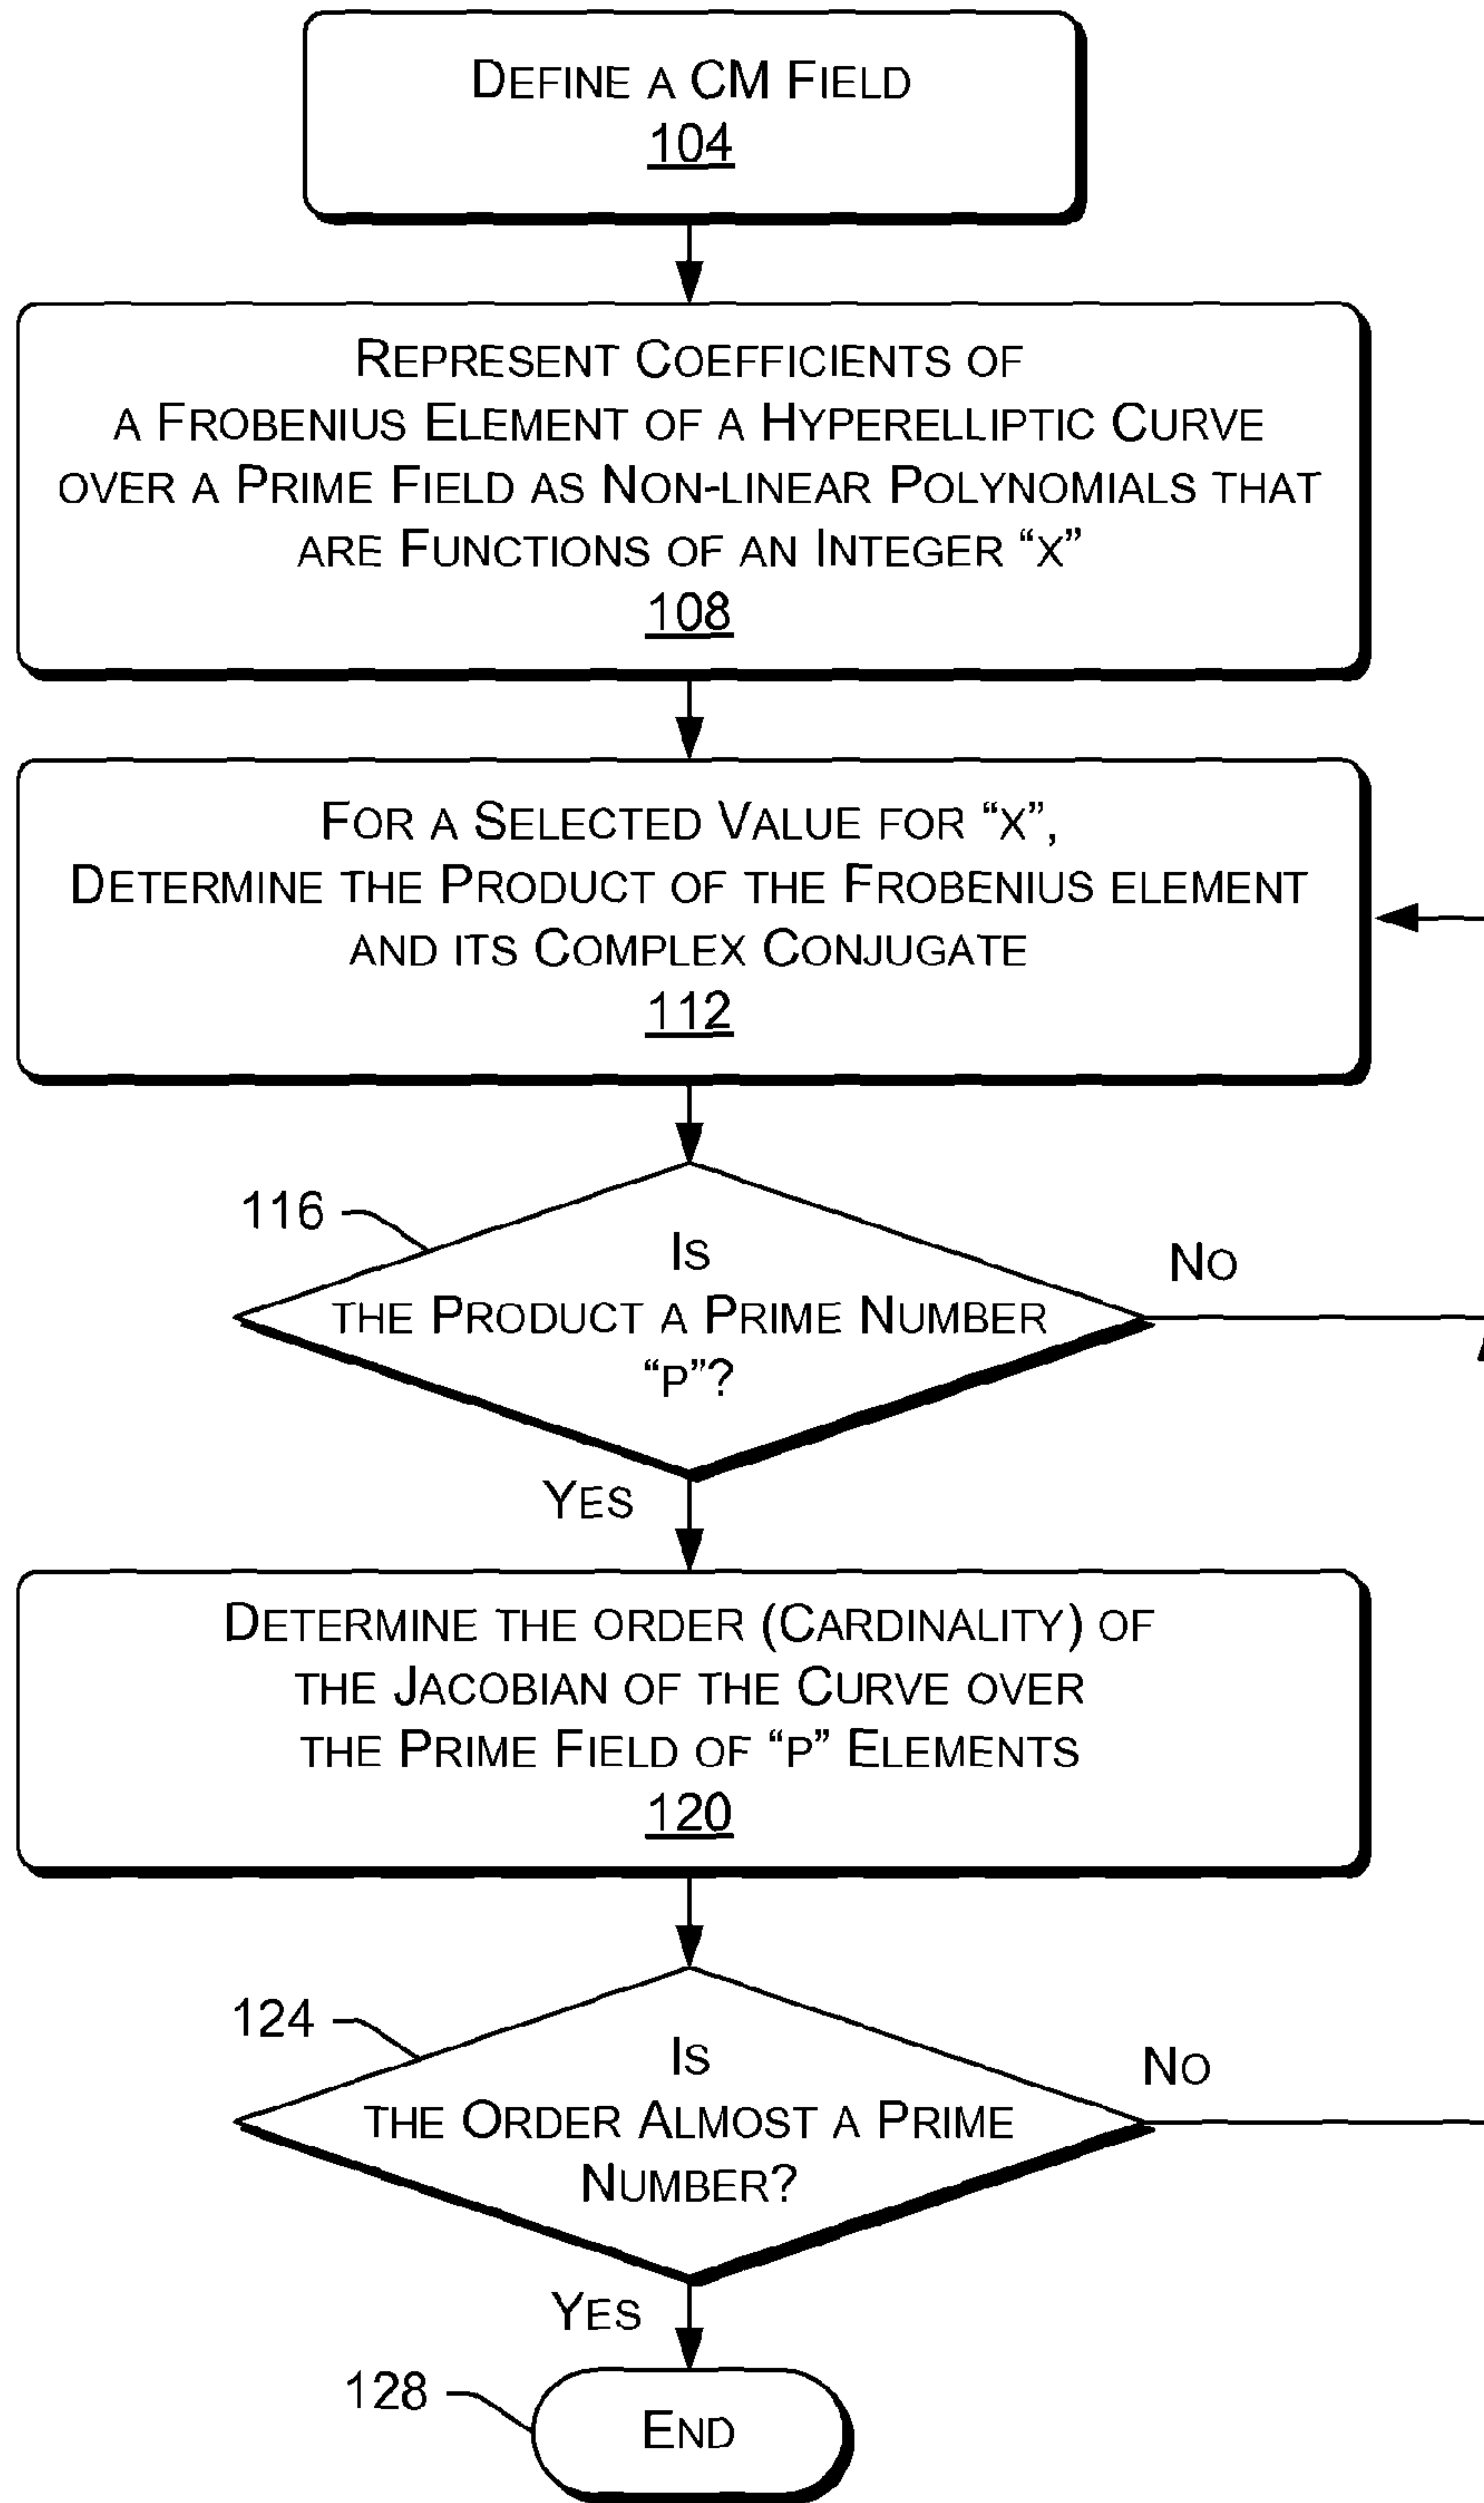 DEFINE A CM FIELD
104
REPRESENT COEFFICIENTS OF
A FROBENIUS ELEMENT OF A HYPERELLIPTIC CURVE
OVER A PRIME FIELD AS NON-LINEAR POLYNOMIALS THAT
ARE FUNCTIONS OF AN INTEGER “X”
108
FOR A SELECTED VALUE FOR “X”,
DETERMINE THE PRODUCT OF THE FROBENIUS ELEMENT
AND ITS COMPLEX CONJUGATE
112
116
IS
THE PRODUCT A PRIME NUMBER
“P”?
NO
YES
DETERMINE THE ORDER (CARDINALITY) OF
THE JACOBIAN OF THE CURVE OVER
THE PRIME FIELD OF “P” ELEMENTS
120
124
IS
THE ORDER ALMOST A PRIME
NUMBER?
NO
YES
128
END